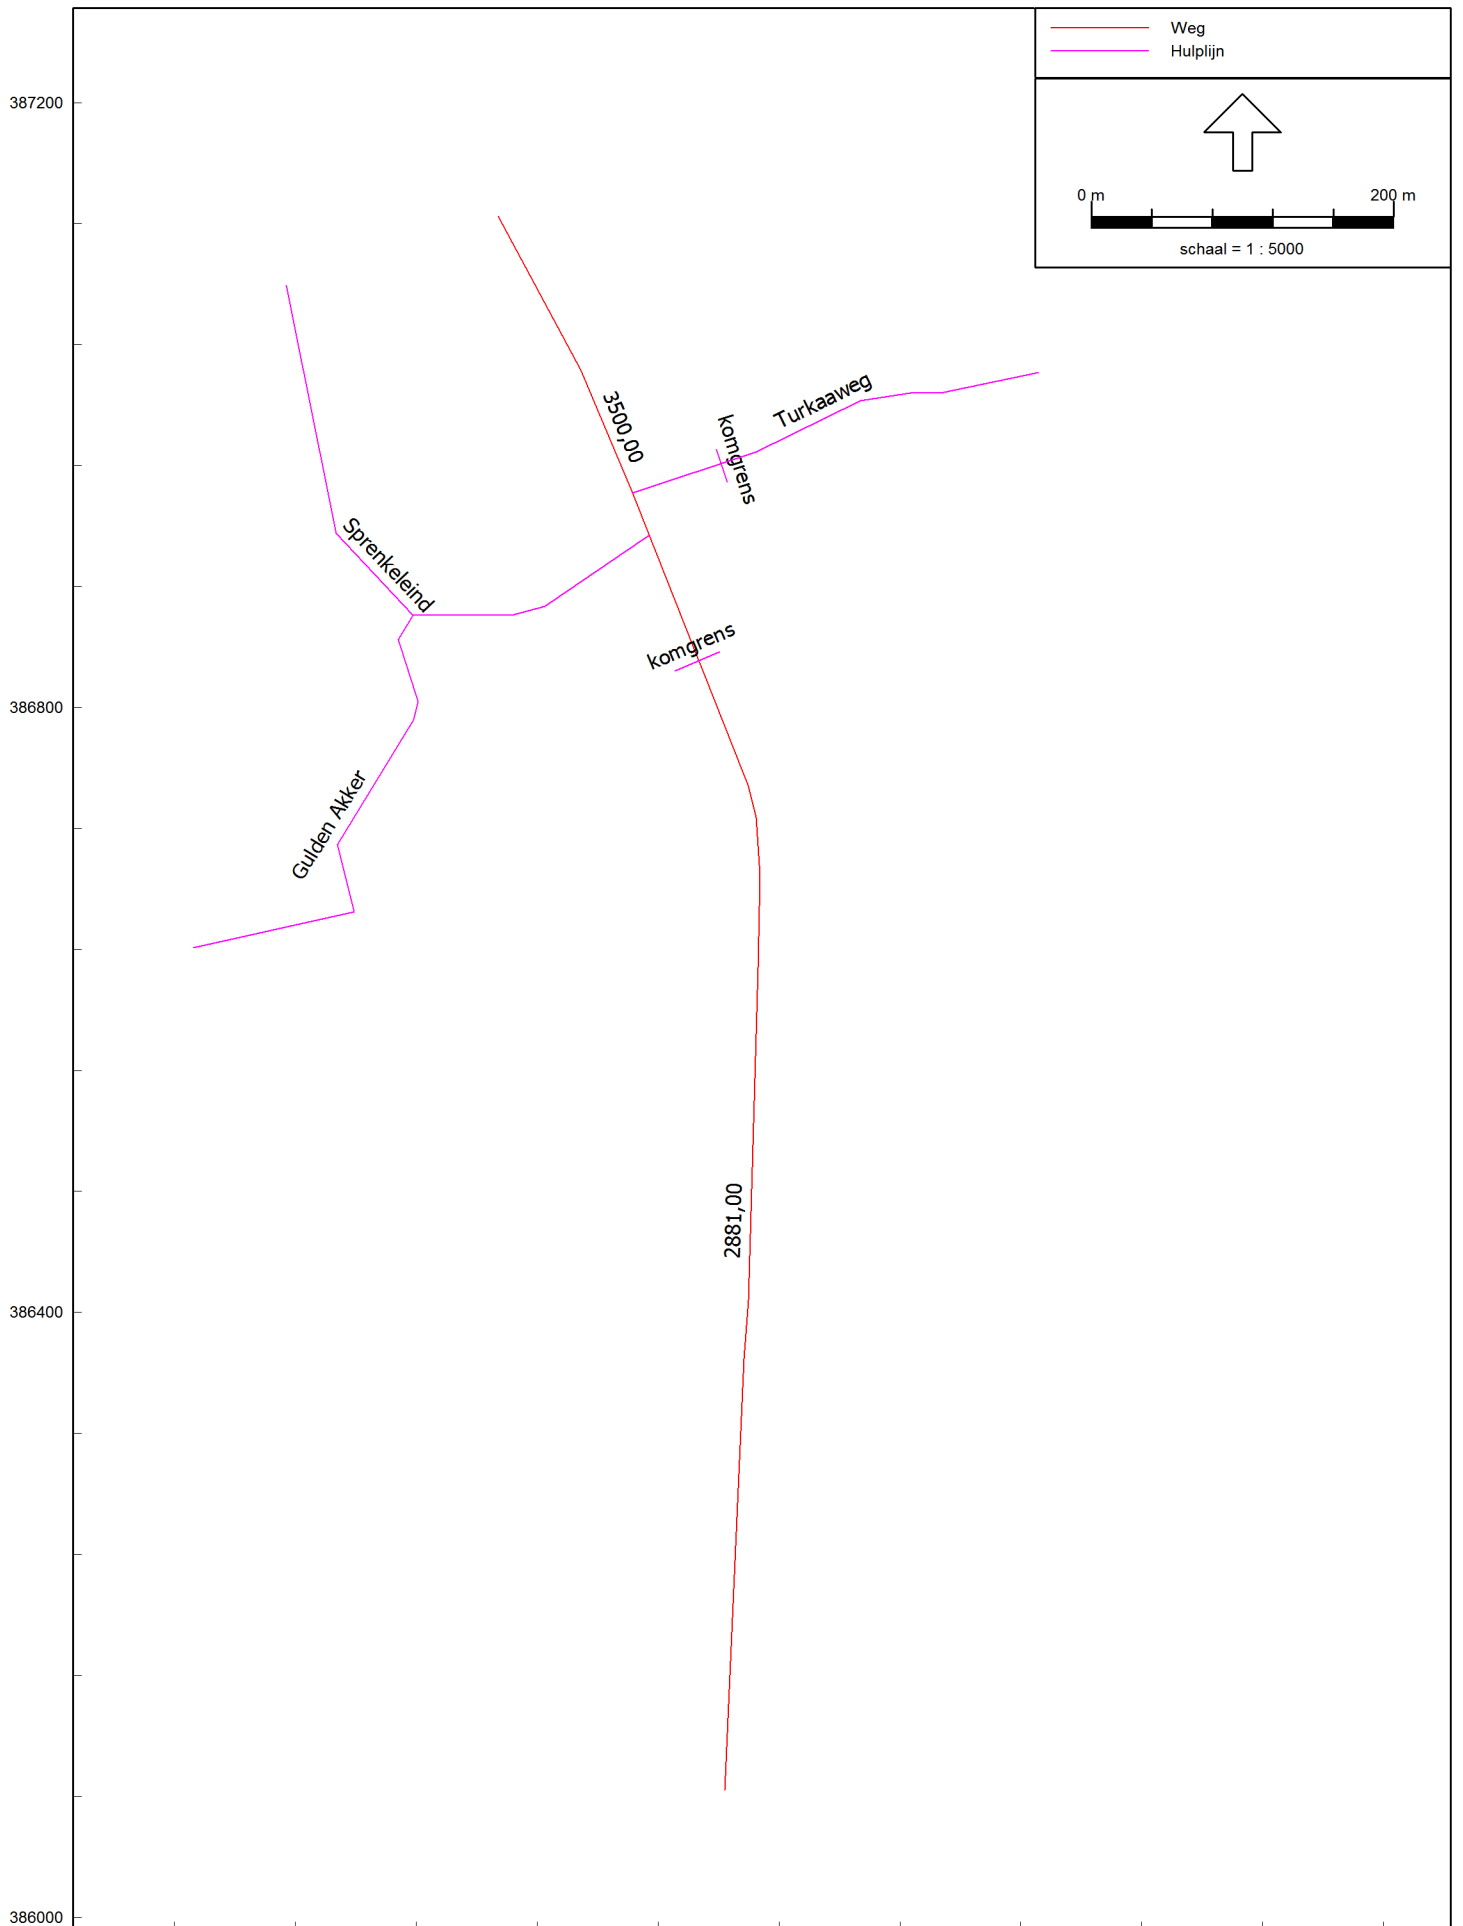 Weg
Hulplijn
387200
0 m 200 m
schaal = 1 : 5000
Turkaaweg
3500,00
komgrens
Sprenkeleind
komgrens
386800
Gulden Akker
2881,00
386400
386000